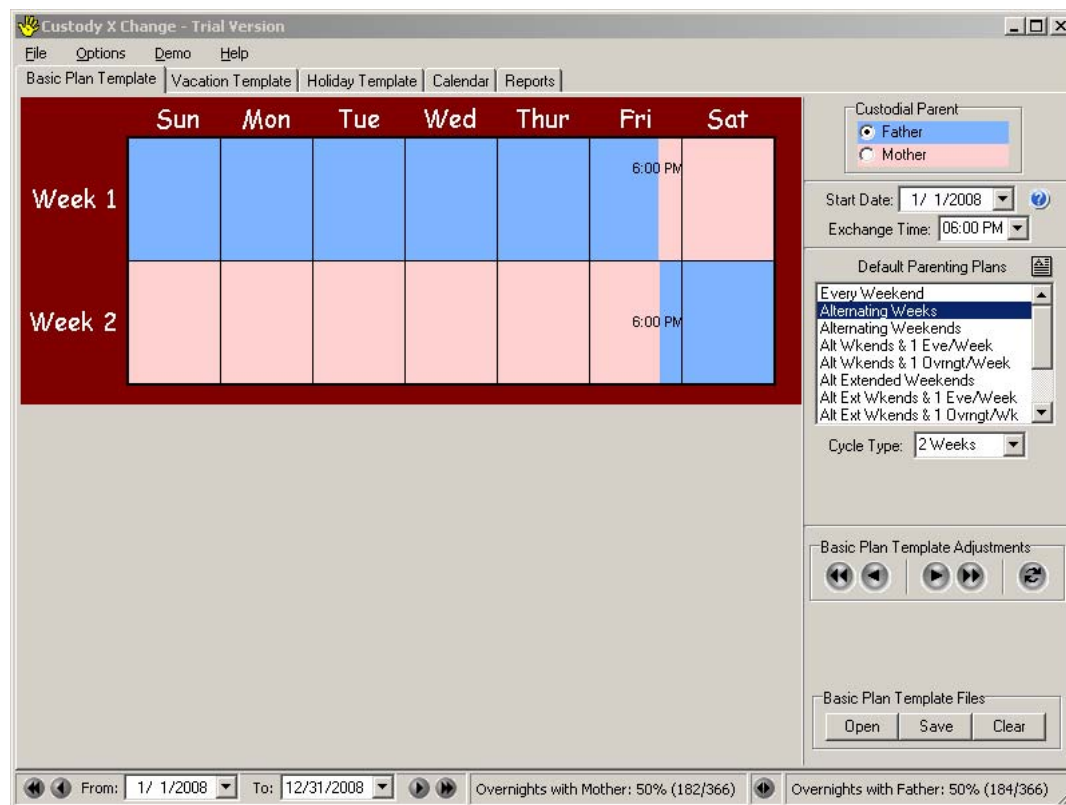 Custody X Change - Trial Version
File Options Demo Help
Basic Plan Template Vacation Template Holiday Template Calendar Reports
Sun Mon Tue Wed Thur Fri Sat
Week 1
6:00 PM
Week 2
6:00 PM
Custodial Parent
Father
Mother
Start Date: 1/ 1/2008
Exchange Time: 06:00 PM
Default Parenting Plans
Every Weekend
Alternating Weeks
Alternating Weekends
Alt Wkends & 1 Eve/Week
Alt Wkends & 1 Ovrngt/Week
Alt Extended Weekends
Alt Ext Wkends & 1 Eve/Week
Alt Ext Wkends & 1 Ovrngt/Wk
Cycle Type: 2 Weeks
Basic Plan Template Adjustments
Basic Plan Template Files
Open Save Clear
From: 1/ 1/2008 To: 12/31/2008 Overnights with Mother: 50% (182/366) Overnights with Father: 50% (184/366)